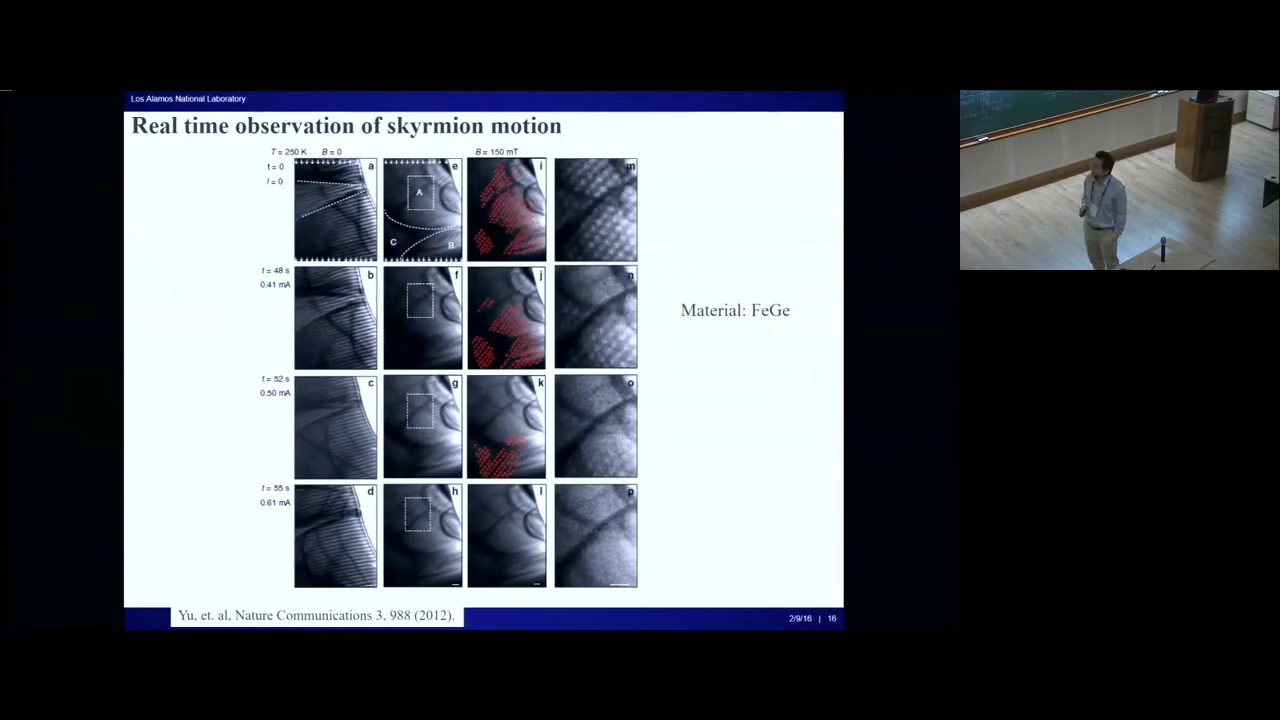 Los Alamos National Laboratory
Real time observation of skyrmion motion
T = 250 K B = 0
B = 150 mT
t = 0
I = 0
a
e
A
C
B
i
m
t = 48 s
0.41 mA
b
f
j
n
Material: FeGe
t = 52 s
0.50 mA
c
g
k
o
t = 55 s
0.61 mA
d
h
l
p
Yu, et. al, Nature Communications 3, 988 (2012).
2/9/16 | 16